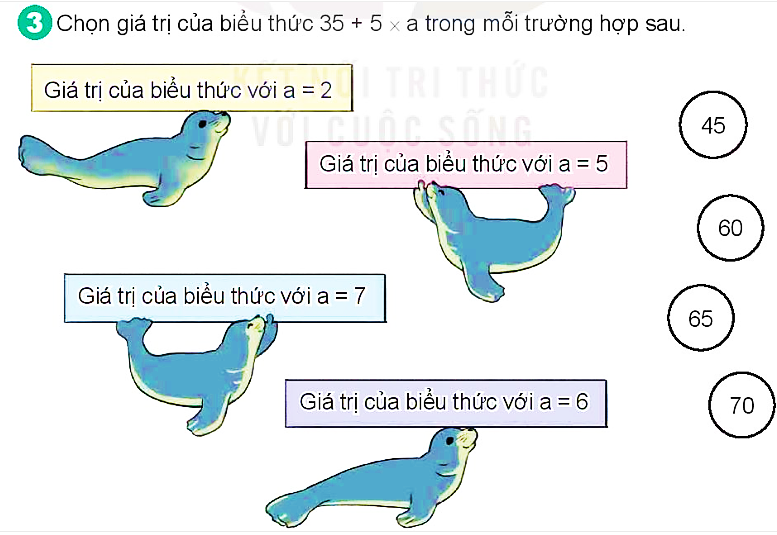 3 Chọn giá trị của biểu thức 35 + 5 × a trong mỗi trường hợp sau.
KẾT NỐI TRI THỨC
VỚI CUỘC SỐNG
Giá trị của biểu thức với a = 2
45
Giá trị của biểu thức với a = 5
60
Giá trị của biểu thức với a = 7
65
Giá trị của biểu thức với a = 6
70